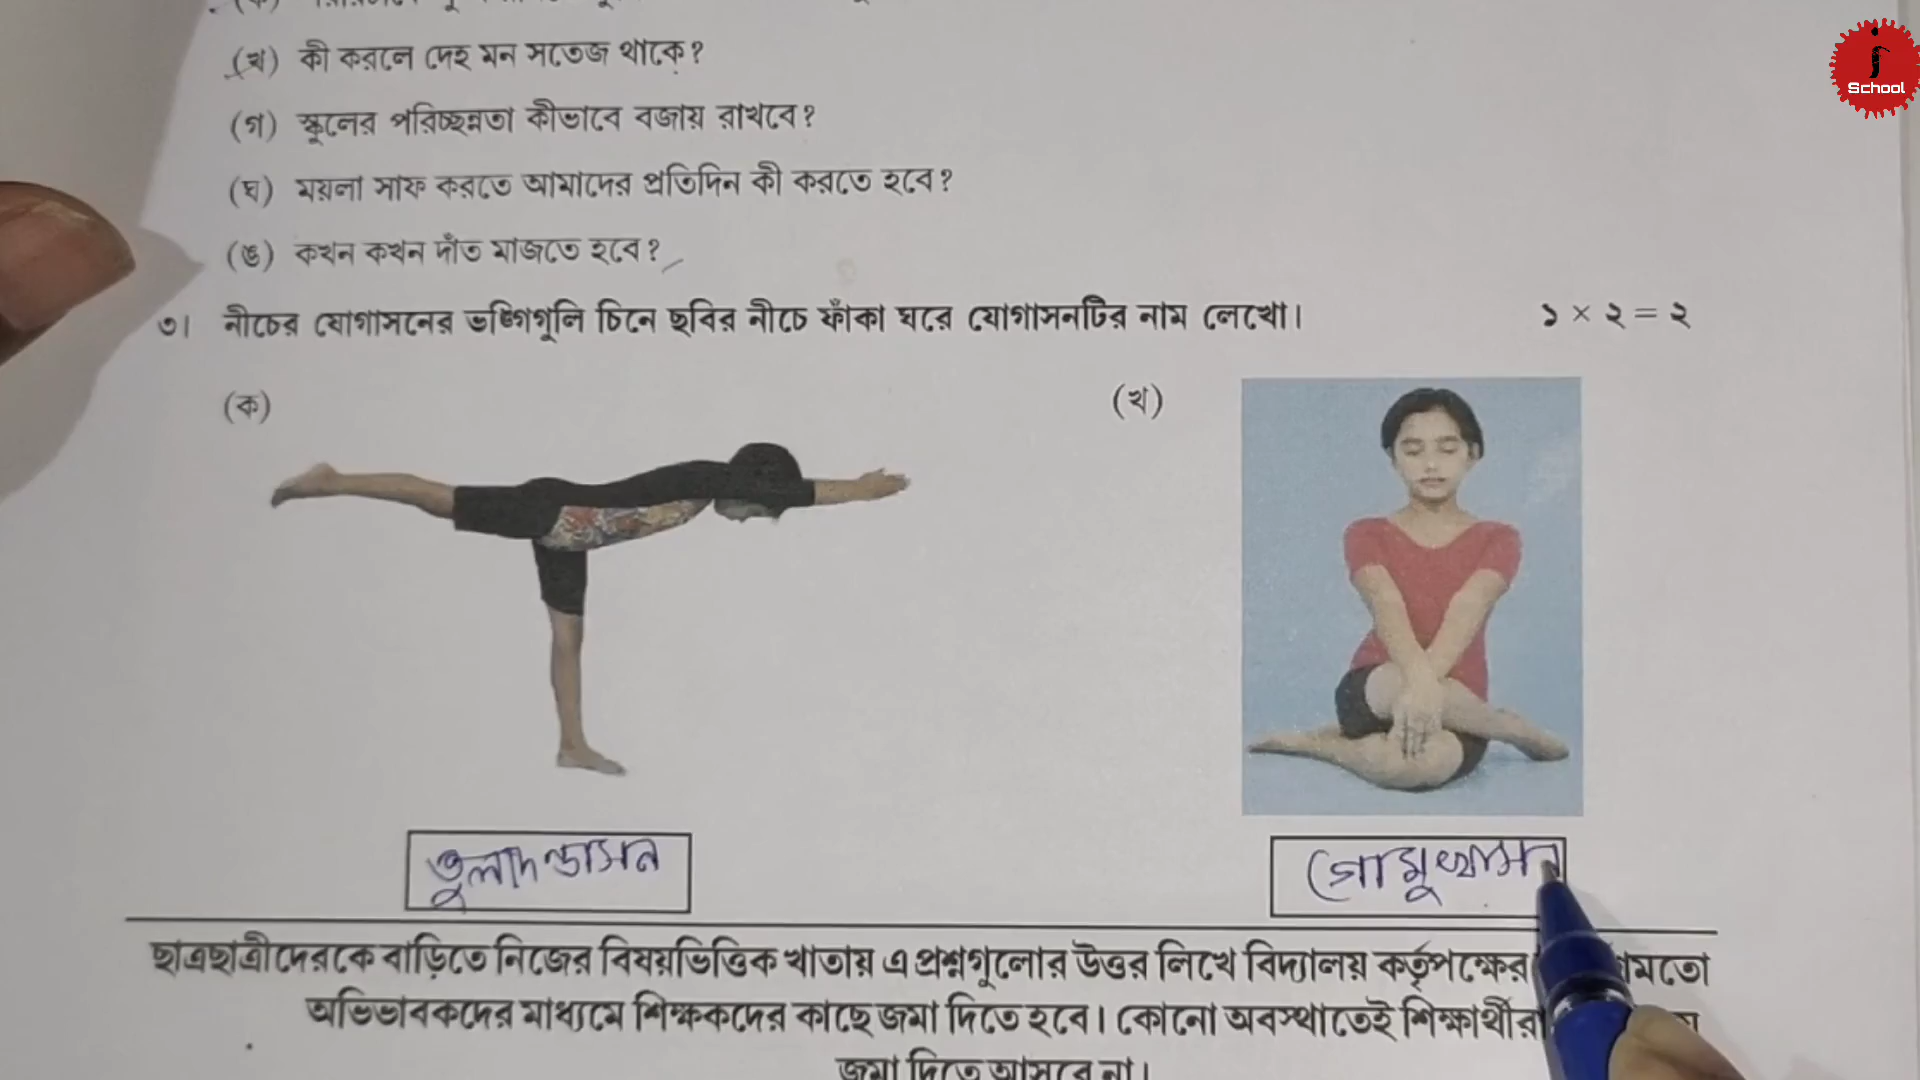 (খ) কী করলে দেহ মন সতেজ থাকে?
(গ) স্কুলের পরিচ্ছন্নতা কীভাবে বজায় রাখবে?
(ঘ) ময়লা সাফ করতে আমাদের প্রতিদিন কী করতে হবে?
(ঙ) কখন কখন দাঁত মাজতে হবে?
৩। নীচের যোগাসনের ভঙ্গিগুলি চিনে ছবির নীচে ফাঁকা ঘরে যোগাসনটির নাম লেখো। ১ × ২ = ২
(ক) (খ)
তুলাদন্ডাসন গোমুখাসন
ছাত্রছাত্রীদেরকে বাড়িতে নিজের বিষয়ভিত্তিক খাতায় এ প্রশ্নগুলোর উত্তর লিখে বিদ্যালয় কর্তৃপক্ষের
অভিভাবকদের মাধ্যমে শিক্ষকদের কাছে জমা দিতে হবে। কোনো অবস্থাতেই শিক্ষার্থীরা
জমা দিতে আসবে না।
School